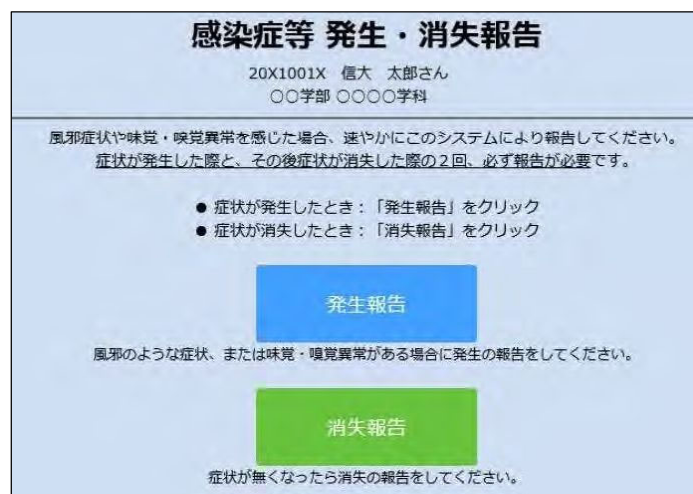 感染症等 発生・消失報告
20X1001X 信大 太郎さん
○○学部 ○○○○学科
風邪症状や味覚・嗅覚異常を感じた場合、速やかにこのシステムにより報告してください。
症状が発生した際と、その後症状が消失した際の２回、必ず報告が必要です。
● 症状が発生したとき：「発生報告」をクリック
● 症状が消失したとき：「消失報告」をクリック
発生報告
風邪のような症状、または味覚・嗅覚異常がある場合に発生の報告をしてください。
消失報告
症状が無くなったら消失の報告をしてください。